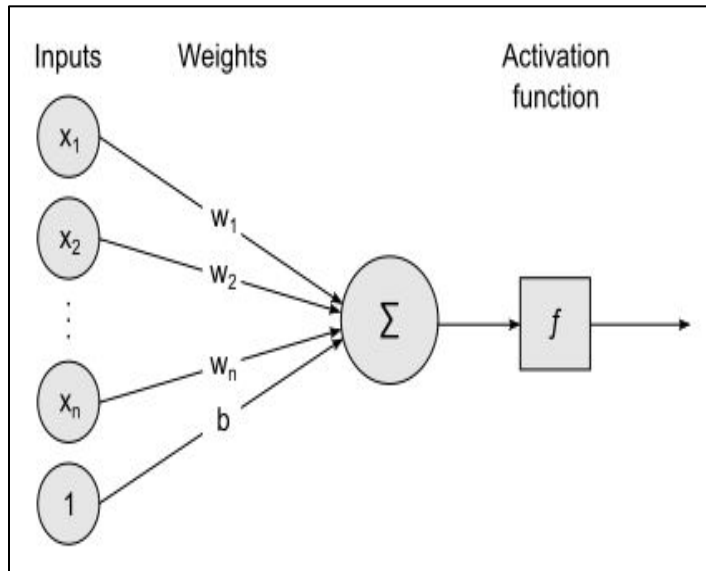 Inputs
Weights
Activation
function
x₁
w₁
x₂
w₂
⋮
Σ
f
xₙ
wₙ
b
1